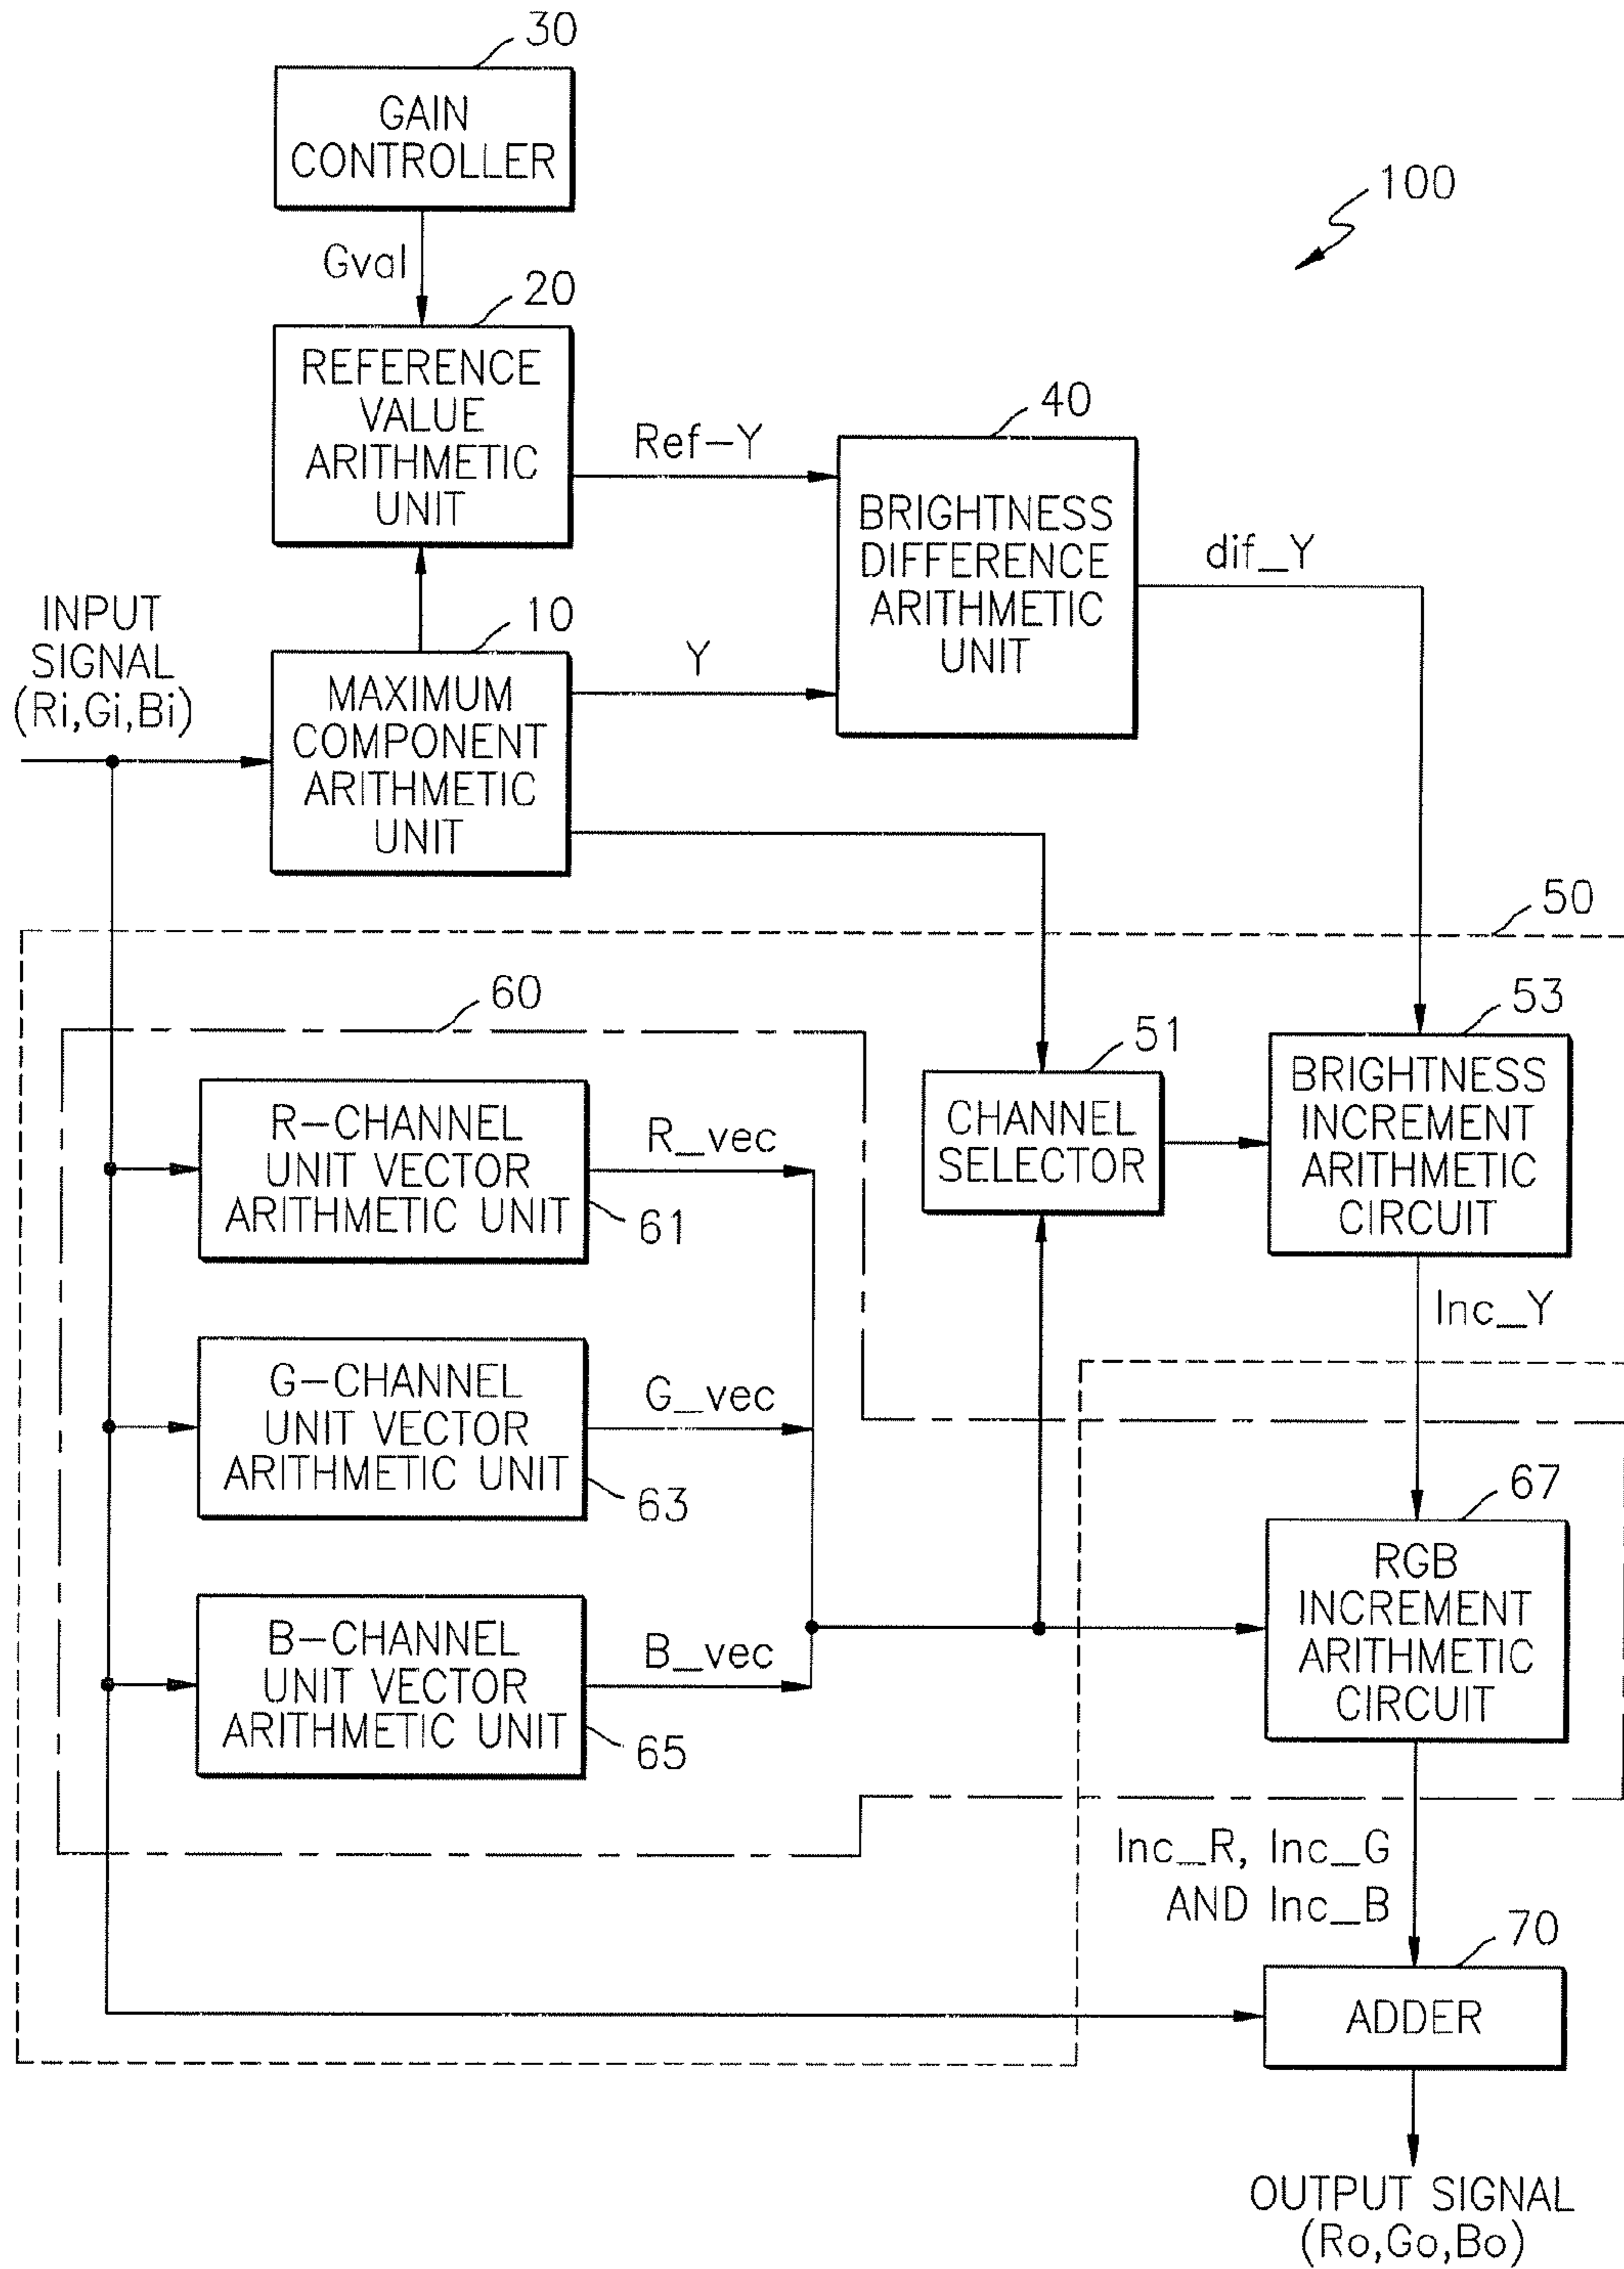 30
GAIN
CONTROLLER
100
Gval
20
REFERENCE
VALUE
ARITHMETIC
UNIT
Ref-Y
40
BRIGHTNESS
DIFFERENCE
ARITHMETIC
UNIT
dif_Y
INPUT
SIGNAL
(Ri,Gi,Bi)
10
MAXIMUM
COMPONENT
ARITHMETIC
UNIT
Y
50
60
51
CHANNEL
SELECTOR
53
BRIGHTNESS
INCREMENT
ARITHMETIC
CIRCUIT
R-CHANNEL
UNIT VECTOR
ARITHMETIC UNIT
61
R_vec
Inc_Y
G-CHANNEL
UNIT VECTOR
ARITHMETIC UNIT
63
G_vec
67
RGB
INCREMENT
ARITHMETIC
CIRCUIT
B-CHANNEL
UNIT VECTOR
ARITHMETIC UNIT
65
B_vec
Inc_R, Inc_G
AND Inc_B
70
ADDER
OUTPUT SIGNAL
(Ro,Go,Bo)